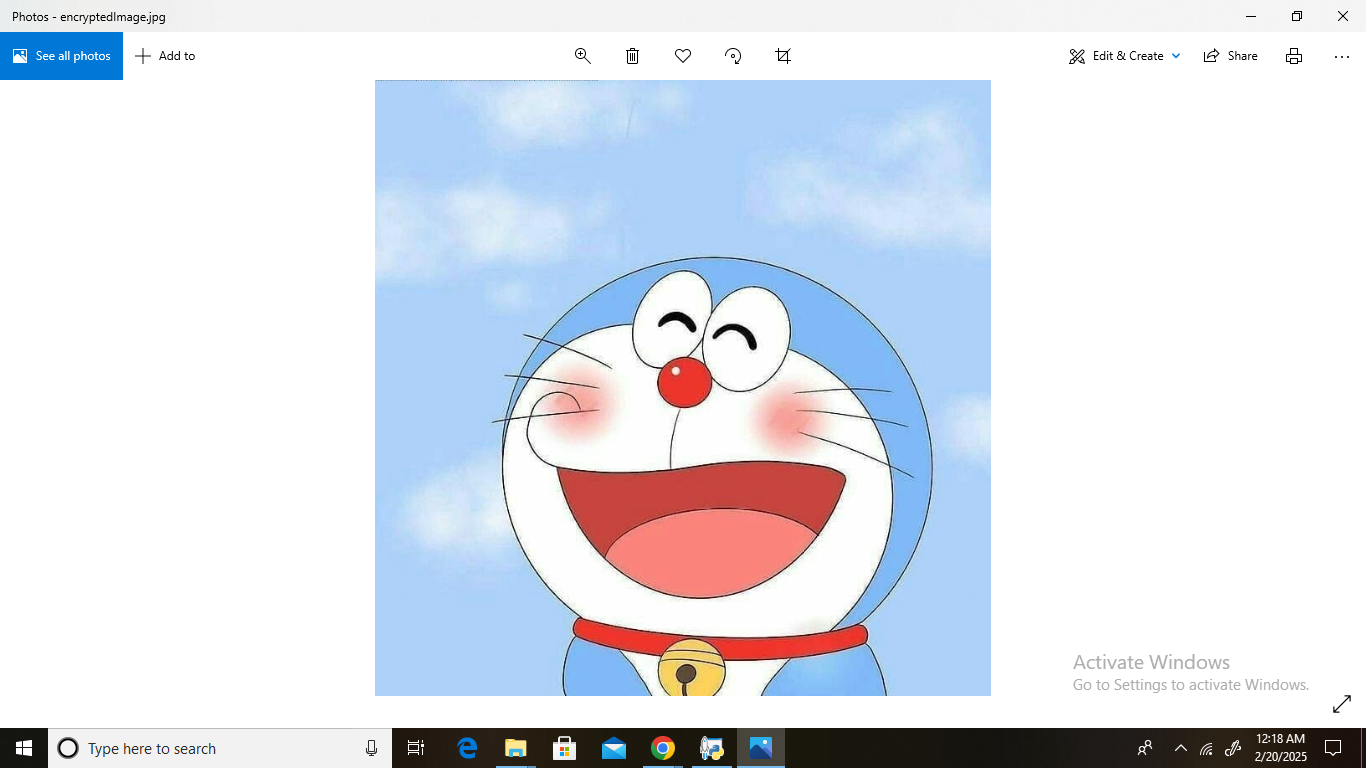 Photos - encryptedImage.jpg
See all photos
Add to
Edit & Create
Share
Activate Windows
Go to Settings to activate Windows.
Type here to search
12:18 AM
2/20/2025